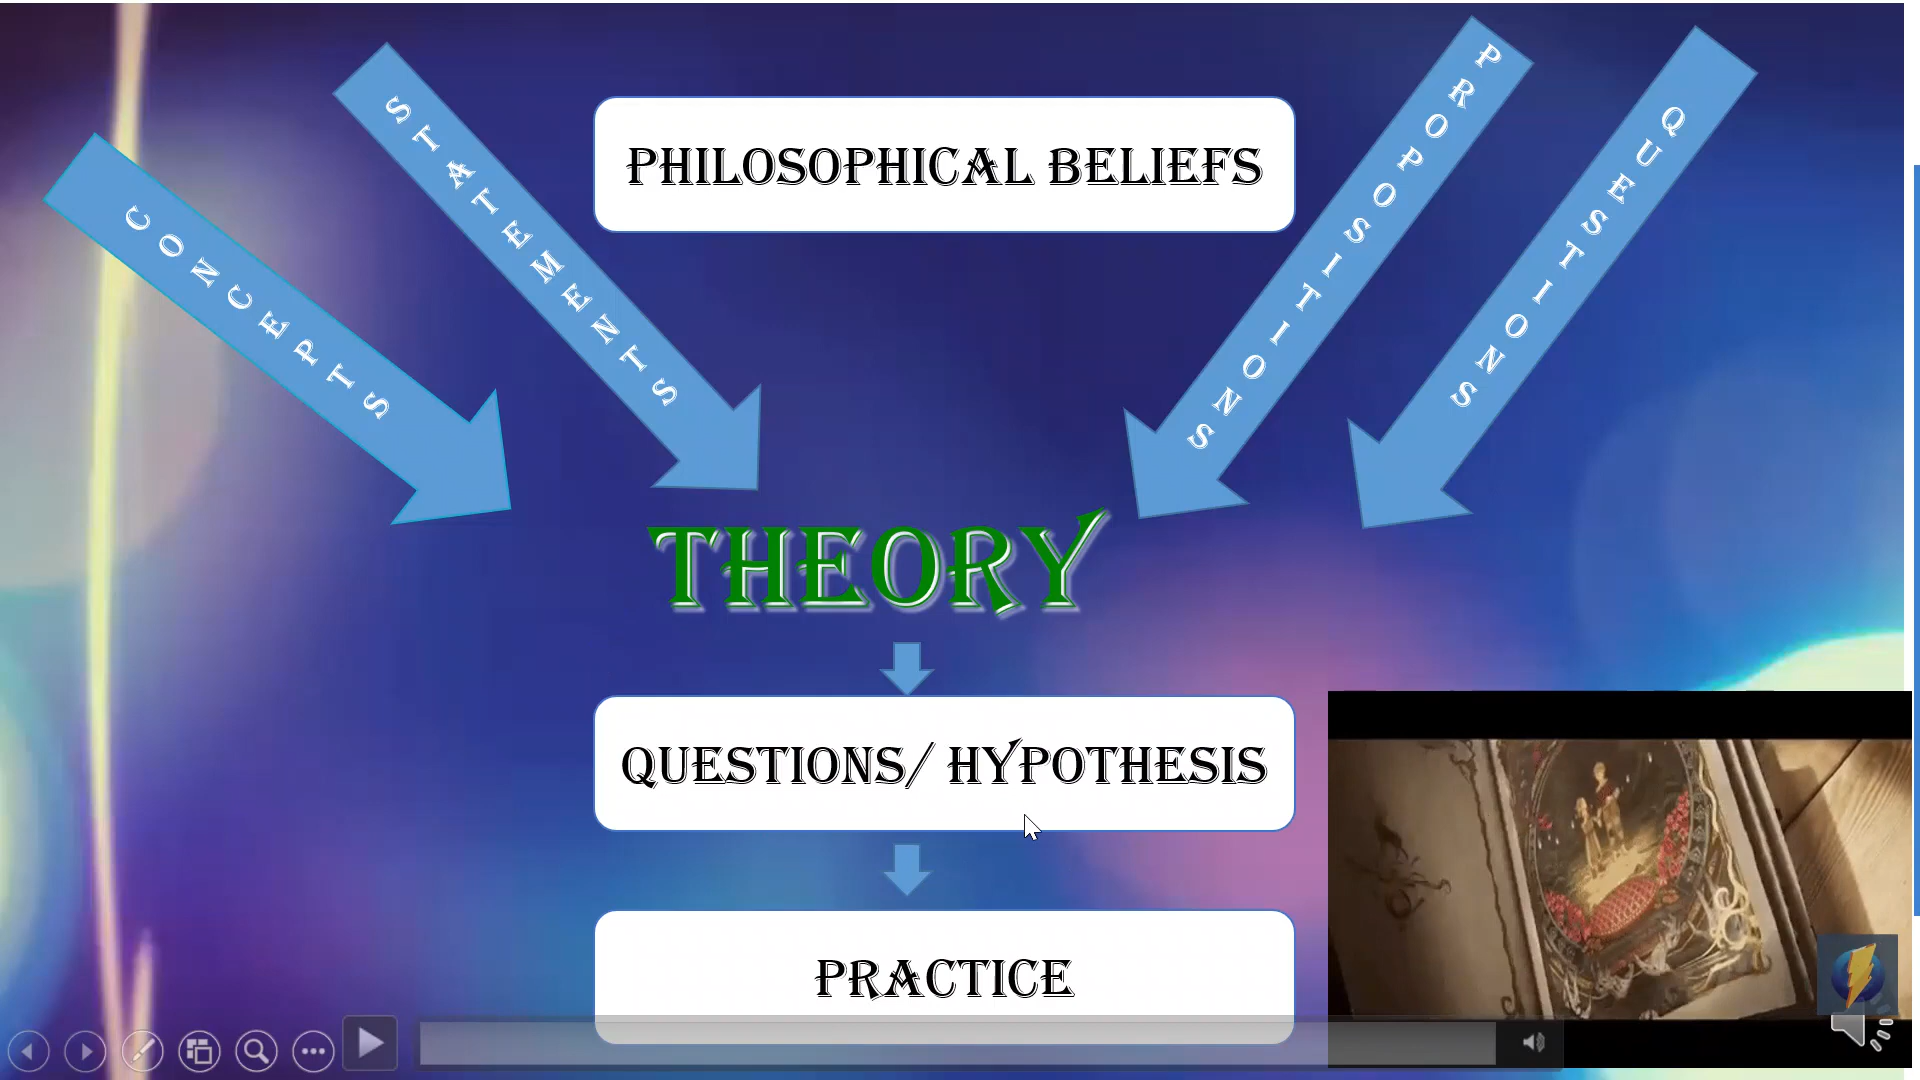 PHILOSOPHICAL BELIEFS
CONCEPTS
STATEMENTS
PROPOSITIONS
QUESTIONS
THEORY
QUESTIONS/ HYPOTHESIS
PRACTICE